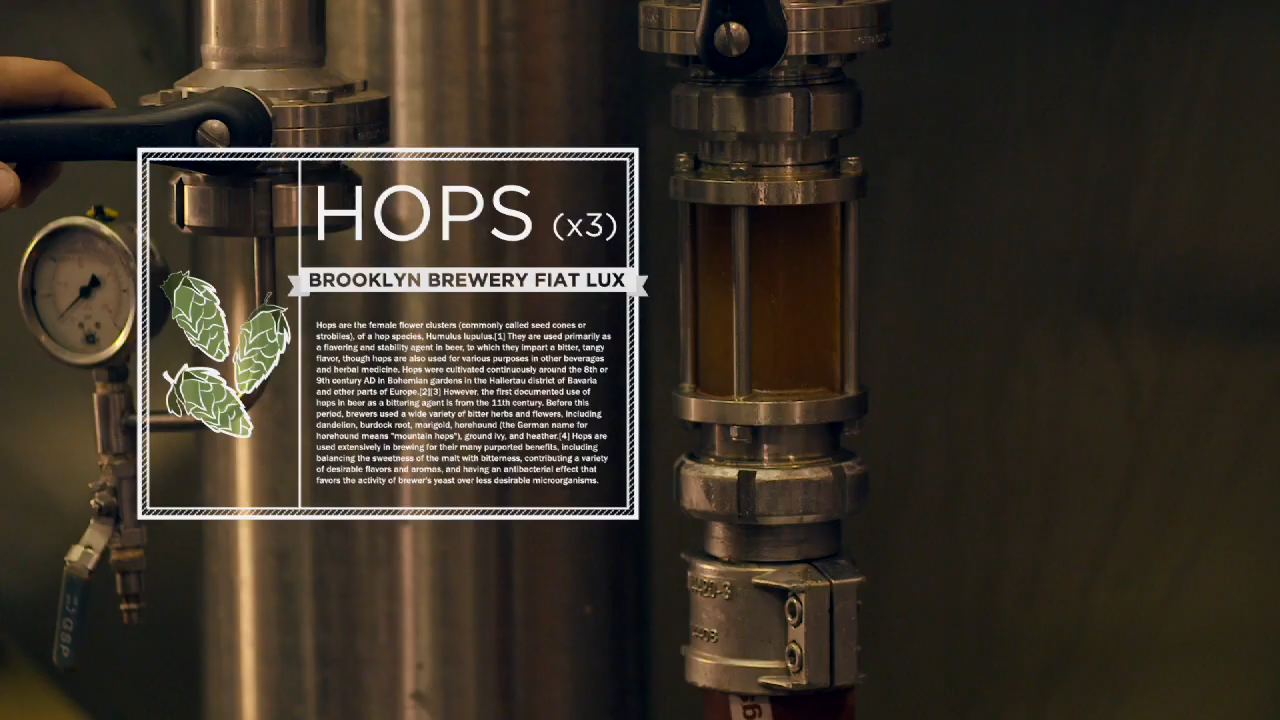 HOPS (x3)
BROOKLYN BREWERY FIAT LUX
Hops are the female flower clusters (commonly called seed cones or
strobiles), of a hop species, Humulus lupulus.[1] They are used primarily as
a flavoring and stability agent in beer, to which they impart a bitter, tangy
flavor, though hops are also used for various purposes in other beverages
and herbal medicine. Hops were cultivated continuously around the 8th or
9th century AD in Bohemian gardens in the Hallertau district of Bavaria
and other parts of Europe.[2][3] However, the first documented use of
hops in beer as a bittering agent is from the 11th century. Before this
period, brewers used a wide variety of bitter herbs and flowers, including
dandelion, burdock root, marigold, horehound (the German name for
horehound means "mountain hops"), ground ivy, and heather.[4] Hops are
used extensively in brewing for their many purported benefits, including
balancing the sweetness of the malt with bitterness, contributing a variety
of desirable flavors and aromas, and having an antibacterial effect that
favors the activity of brewer's yeast over less desirable microorganisms.